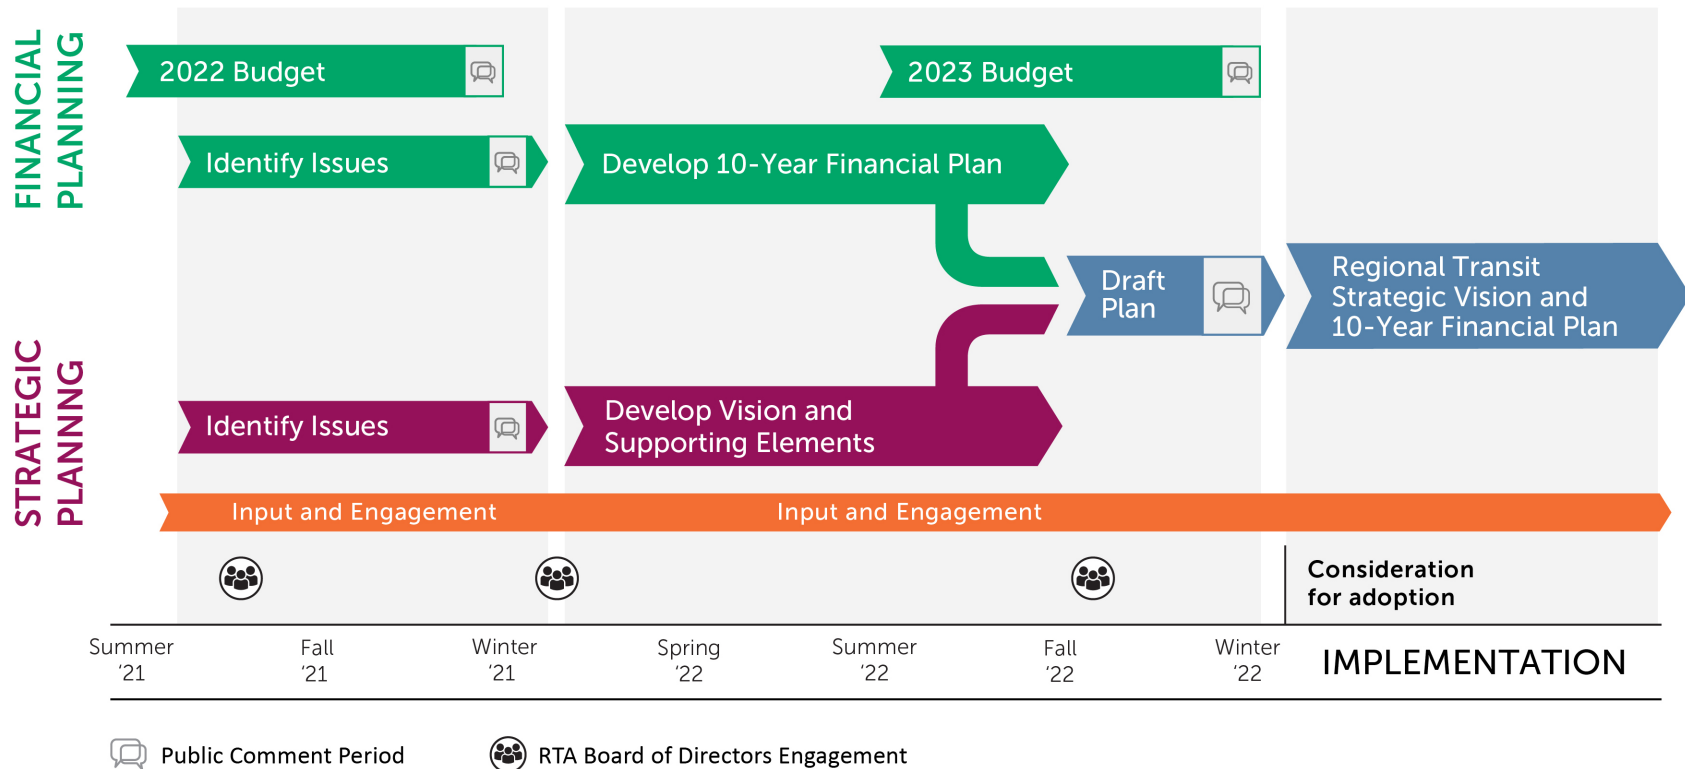 FINANCIAL
PLANNING
2022 Budget
2023 Budget
Identify Issues
Develop 10-Year Financial Plan
Draft
Plan
Regional Transit
Strategic Vision and
10-Year Financial Plan
STRATEGIC
PLANNNG
Identify Issues
Develop Vision and
Supporting Elements
Input and Engagement
Input and Engagement
Consideration
for adoption
Summer
‘21
Fall
‘21
Winter
‘21
Spring
‘22
Summer
‘22
Fall
‘22
Winter
‘22
IMPLEMENTATION
Public Comment Period
RTA Board of Directors Engagement